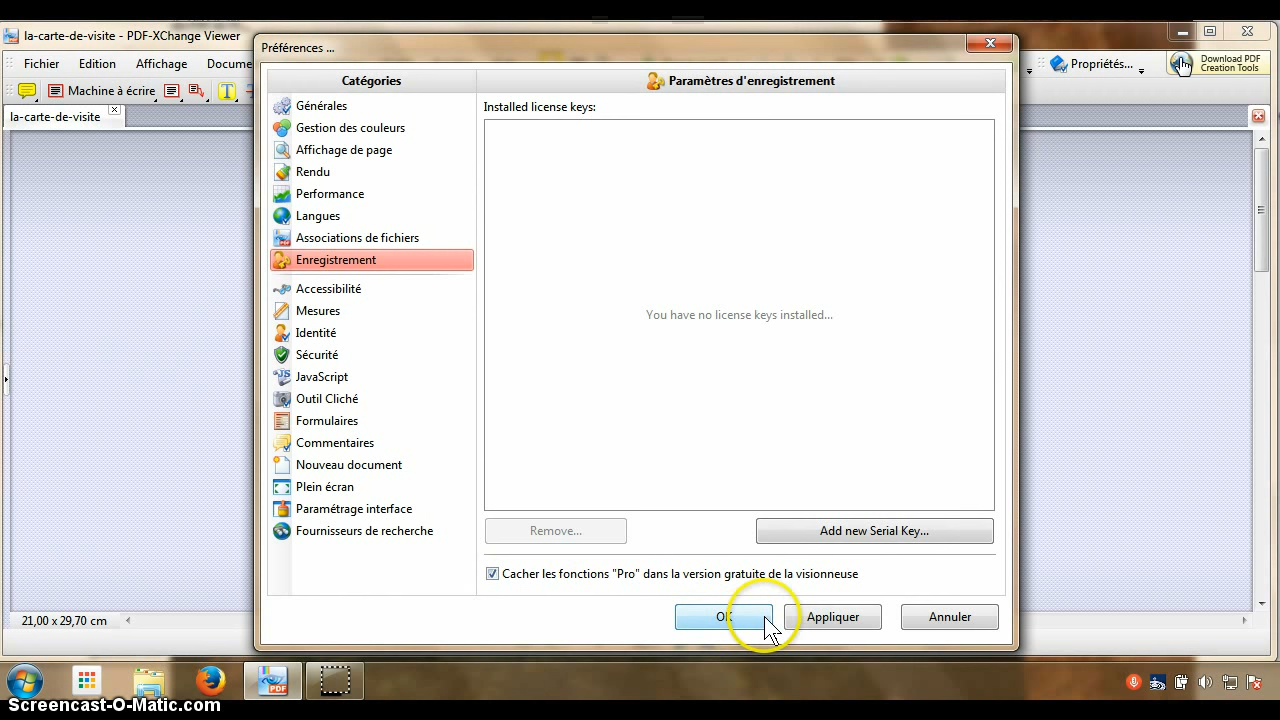 la-carte-de-visite - PDF-XChange Viewer
Préférences ...
Fichier Edition Affichage Docume
Propriétés...
Download PDF
Creation Tools
Machine à écrire
la-carte-de-visite
Catégories
Générales
Gestion des couleurs
Affichage de page
Rendu
Performance
Langues
Associations de fichiers
Enregistrement
Accessibilité
Mesures
Identité
Sécurité
JavaScript
Outil Cliché
Formulaires
Commentaires
Nouveau document
Plein écran
Paramétrage interface
Fournisseurs de recherche
Paramètres d'enregistrement
Installed license keys:
You have no license keys installed...
Remove...
Add new Serial Key...
Cacher les fonctions "Pro" dans la version gratuite de la visionneuse
OK
Appliquer
Annuler
21,00 x 29,70 cm
PDF
Screencast-O-Matic.com